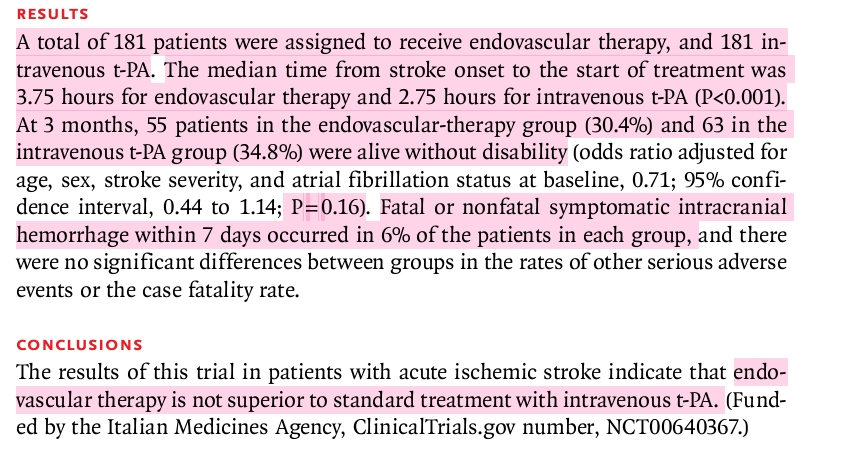 RESULTS
A total of 181 patients were assigned to receive endovascular therapy, and 181 in-
travenous t-PA. The median time from stroke onset to the start of treatment was
3.75 hours for endovascular therapy and 2.75 hours for intravenous t-PA (P<0.001).
At 3 months, 55 patients in the endovascular-therapy group (30.4%) and 63 in the
intravenous t-PA group (34.8%) were alive without disability (odds ratio adjusted for
age, sex, stroke severity, and atrial fibrillation status at baseline, 0.71; 95% confi-
dence interval, 0.44 to 1.14; P=0.16). Fatal or nonfatal symptomatic intracranial
hemorrhage within 7 days occurred in 6% of the patients in each group, and there
were no significant differences between groups in the rates of other serious adverse
events or the case fatality rate.
CONCLUSIONS
The results of this trial in patients with acute ischemic stroke indicate that endo-
vascular therapy is not superior to standard treatment with intravenous t-PA. (Fund-
ed by the Italian Medicines Agency, ClinicalTrials.gov number, NCT00640367.)